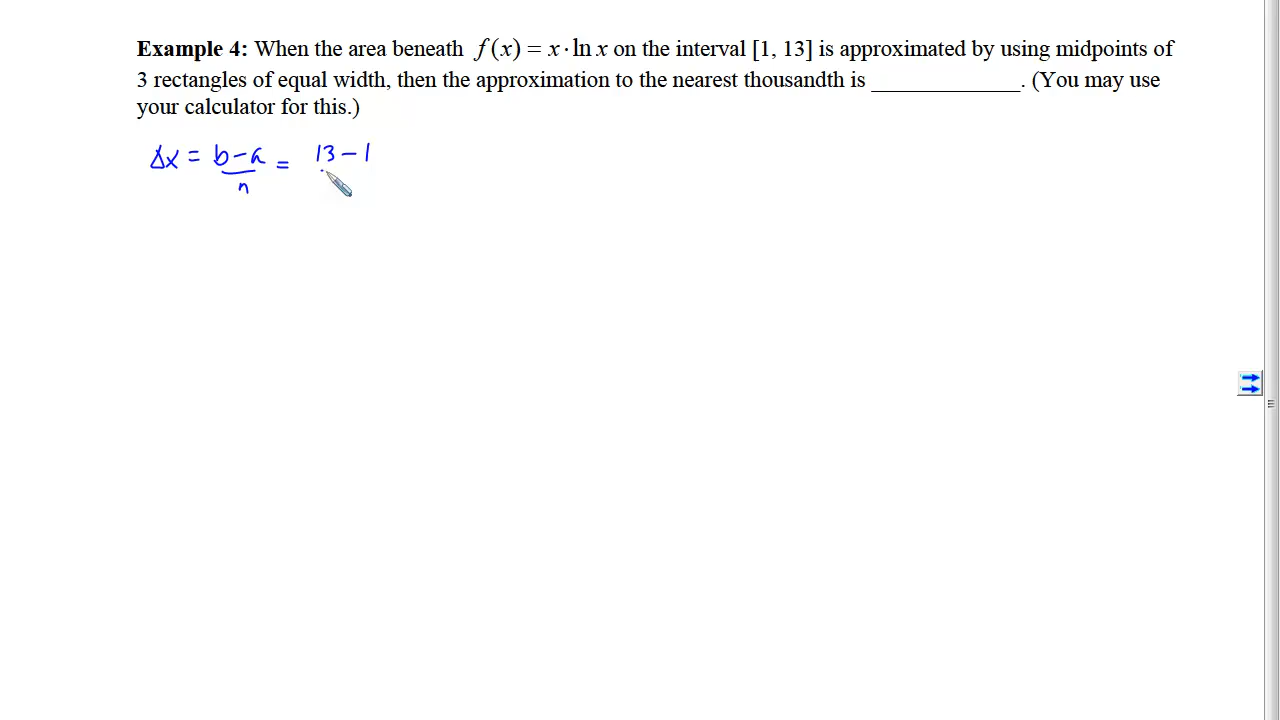 Example 4: When the area beneath f(x) = x · ln x on the interval [1, 13] is approximated by using midpoints of
3 rectangles of equal width, then the approximation to the nearest thousandth is _____________. (You may use
your calculator for this.)
Δx = b-a/n = 13-1